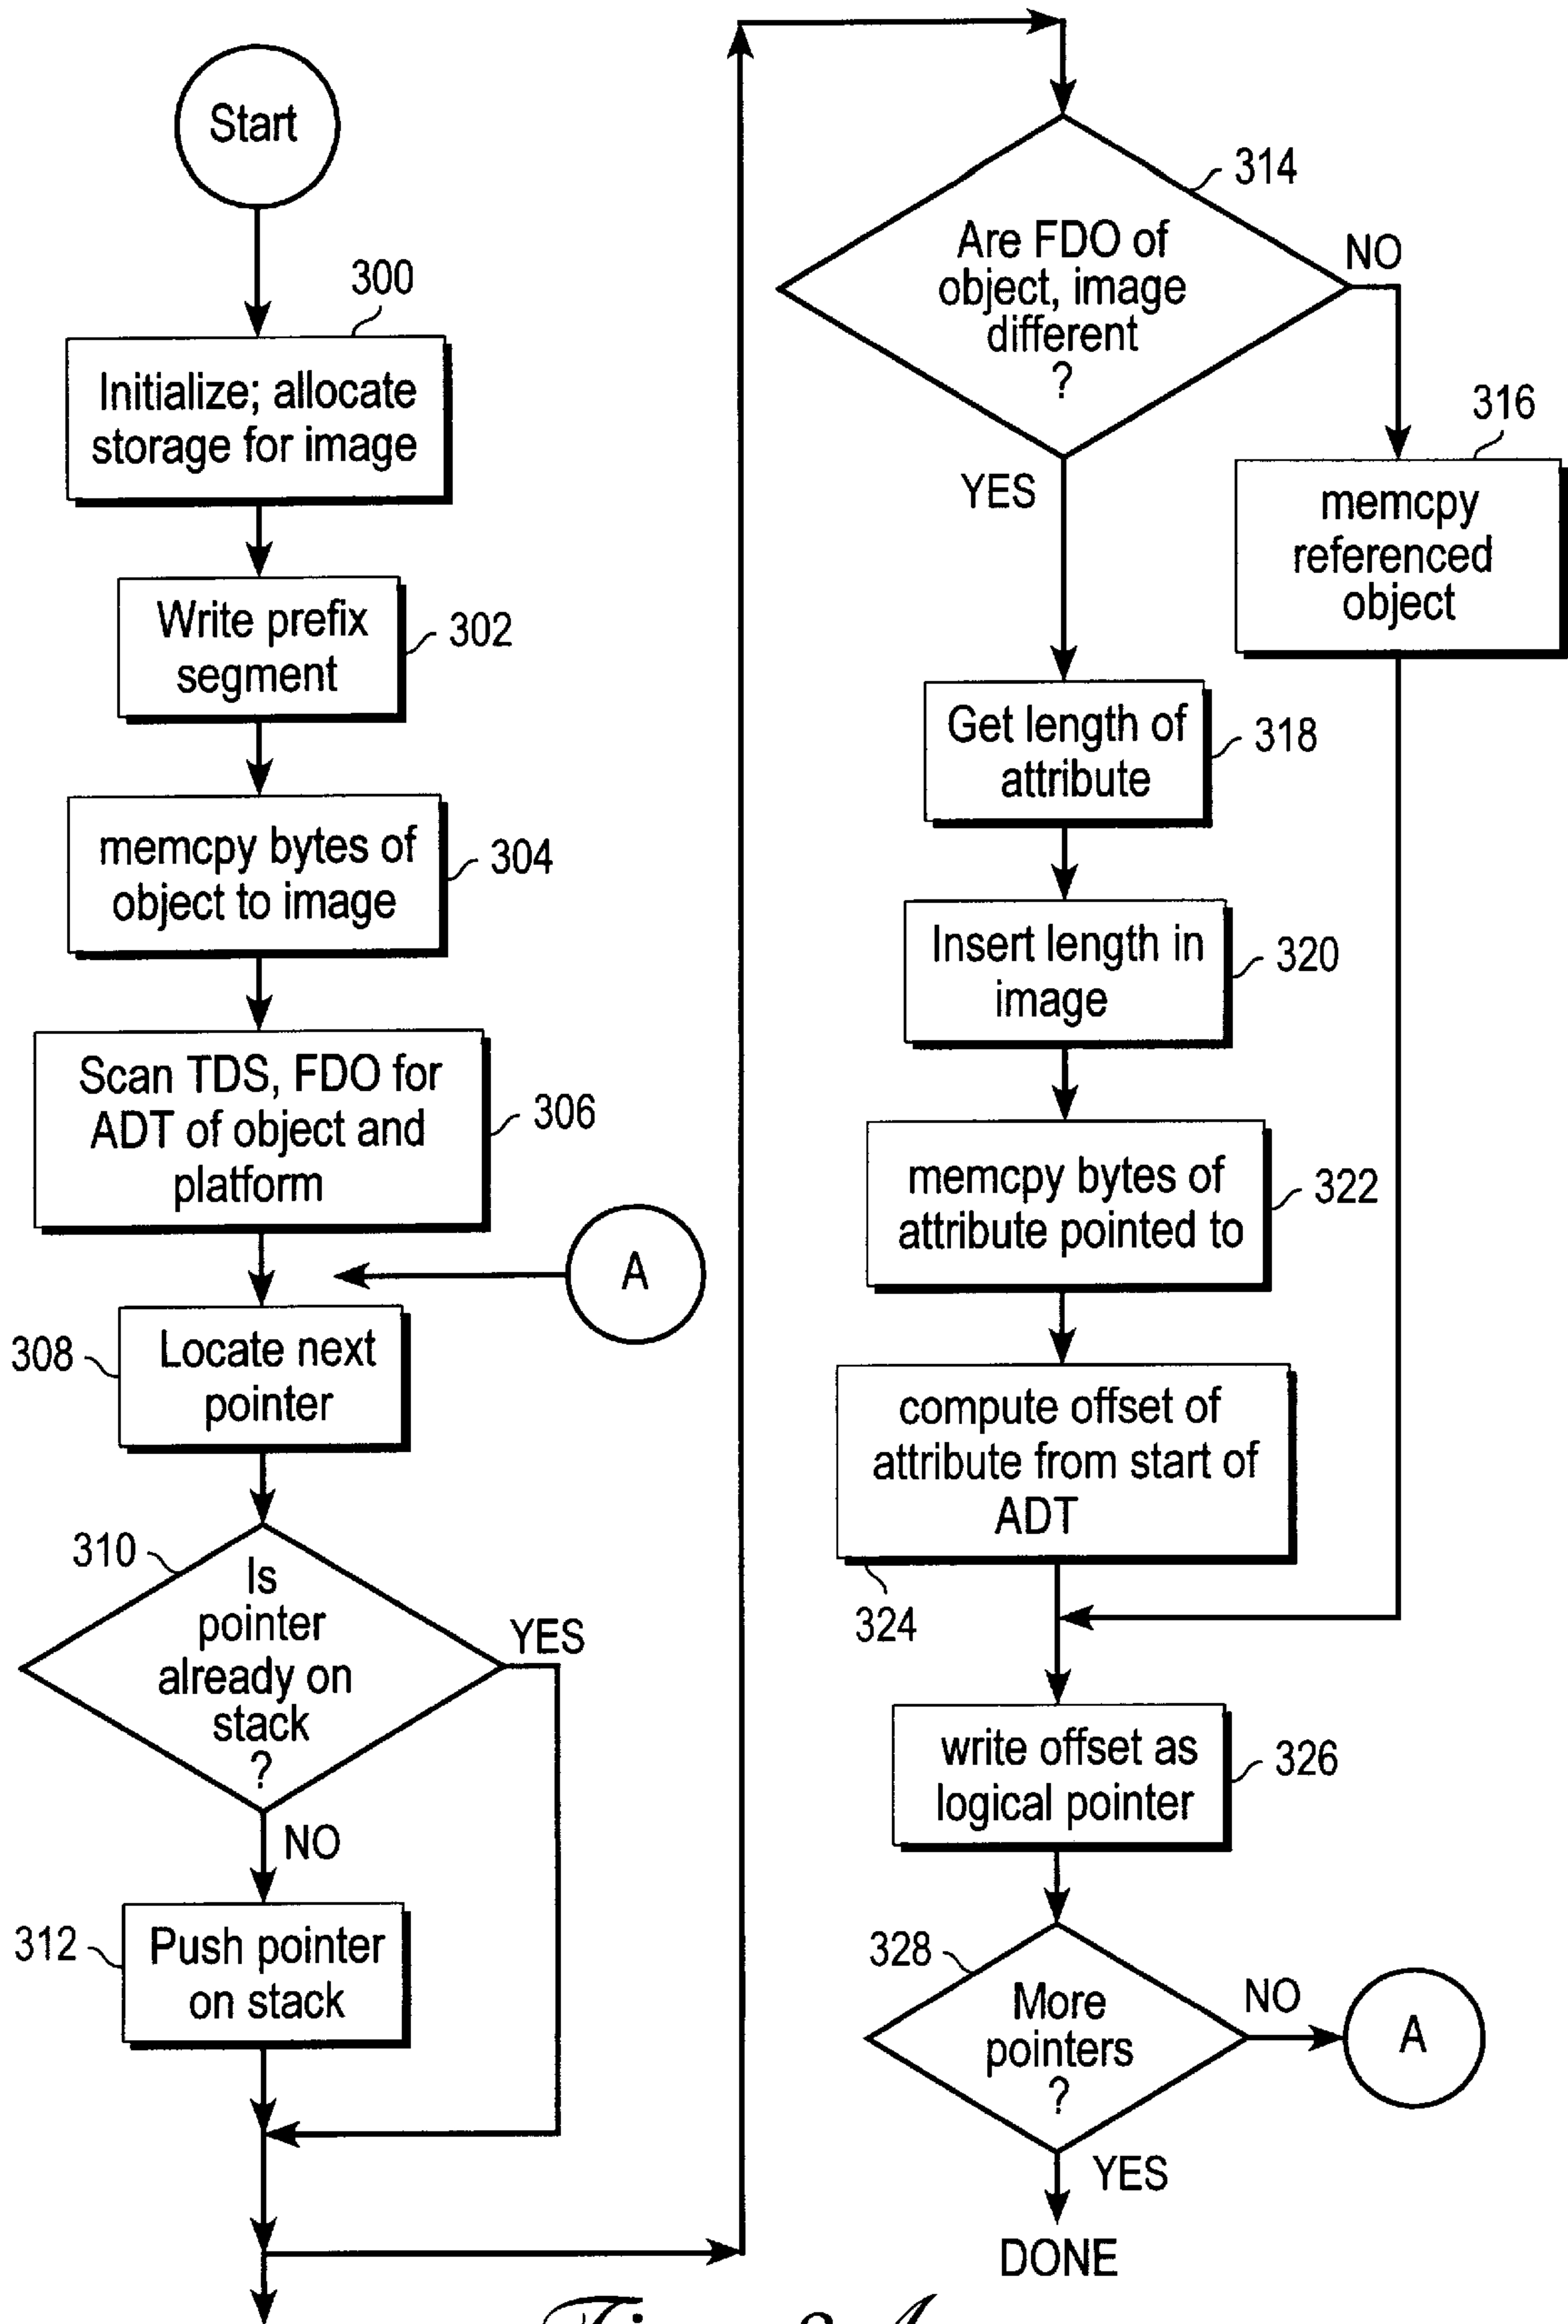 Start
300
Initialize; allocate
storage for image
Write prefix
segment
302
memcpy bytes of
object to image
304
Scan TDS, FDO for
ADT of object and
platform
306
A
308
Locate next
pointer
310
Is
pointer
already on
stack
?
YES
NO
312
Push pointer
on stack
314
Are FDO of
object, image
different
?
NO
YES
316
memcpy
referenced
object
Get length of
attribute
318
Insert length in
image
320
memcpy bytes of
attribute pointed to
322
compute offset of
attribute from start of
ADT
324
write offset as
logical pointer
326
328
More
pointers
?
NO
A
YES
DONE